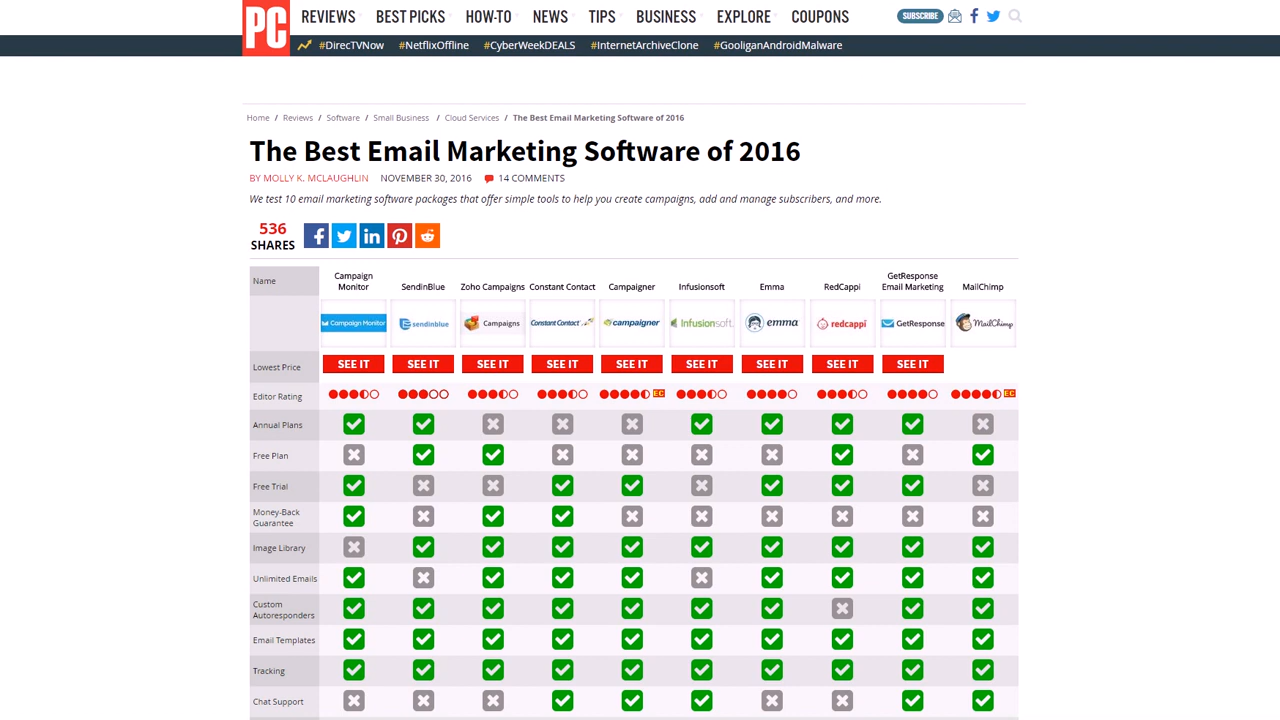 PC
REVIEWS BEST PICKS HOW-TO NEWS TIPS BUSINESS EXPLORE COUPONS SUBSCRIBE
#DirecTVNow #NetflixOffline #CyberWeekDEALS #InternetArchiveClone #GooliganAndroidMalware
Home / Reviews / Software / Small Business / Cloud Services / The Best Email Marketing Software of 2016
The Best Email Marketing Software of 2016
BY MOLLY K. MCLAUGHLIN NOVEMBER 30, 2016 14 COMMENTS
We test 10 email marketing software packages that offer simple tools to help you create campaigns, add and manage subscribers, and more.
536
SHARES
Name Campaign Monitor SendinBlue Zoho Campaigns Constant Contact Campaigner Infusionsoft Emma RedCappi GetResponse Email Marketing MailChimp
Campaign Monitor sendinblue Campaigns Constant Contact campaigner Infusionsoft. emma redcappi GetResponse MailChimp
Lowest Price SEE IT SEE IT SEE IT SEE IT SEE IT SEE IT SEE IT SEE IT SEE IT
Editor Rating EC EC
Annual Plans
Free Plan
Free Trial
Money-Back
Guarantee
Image Library
Unlimited Emails
Custom
Autoresponders
Email Templates
Tracking
Chat Support